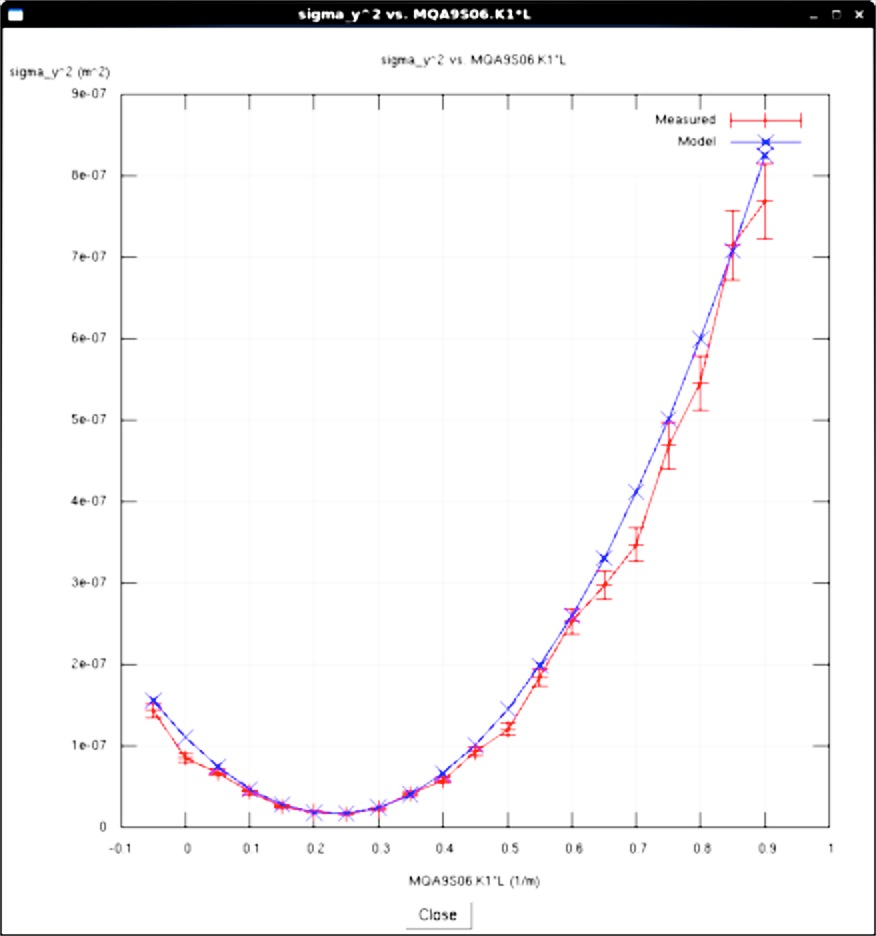 sigma_y^2 vs. MQA9S06.K1*L
sigma_y^2 vs. MQA9S06.K1*L
sigma_y^2 (m^2)
9e-07
Measured
Model
8e-07
7e-07
6e-07
5e-07
4e-07
3e-07
2e-07
1e-07
0
-0.1 0 0.1 0.2 0.3 0.4 0.5 0.6 0.7 0.8 0.9 1
MQA9S06.K1*L (1/m)
Close